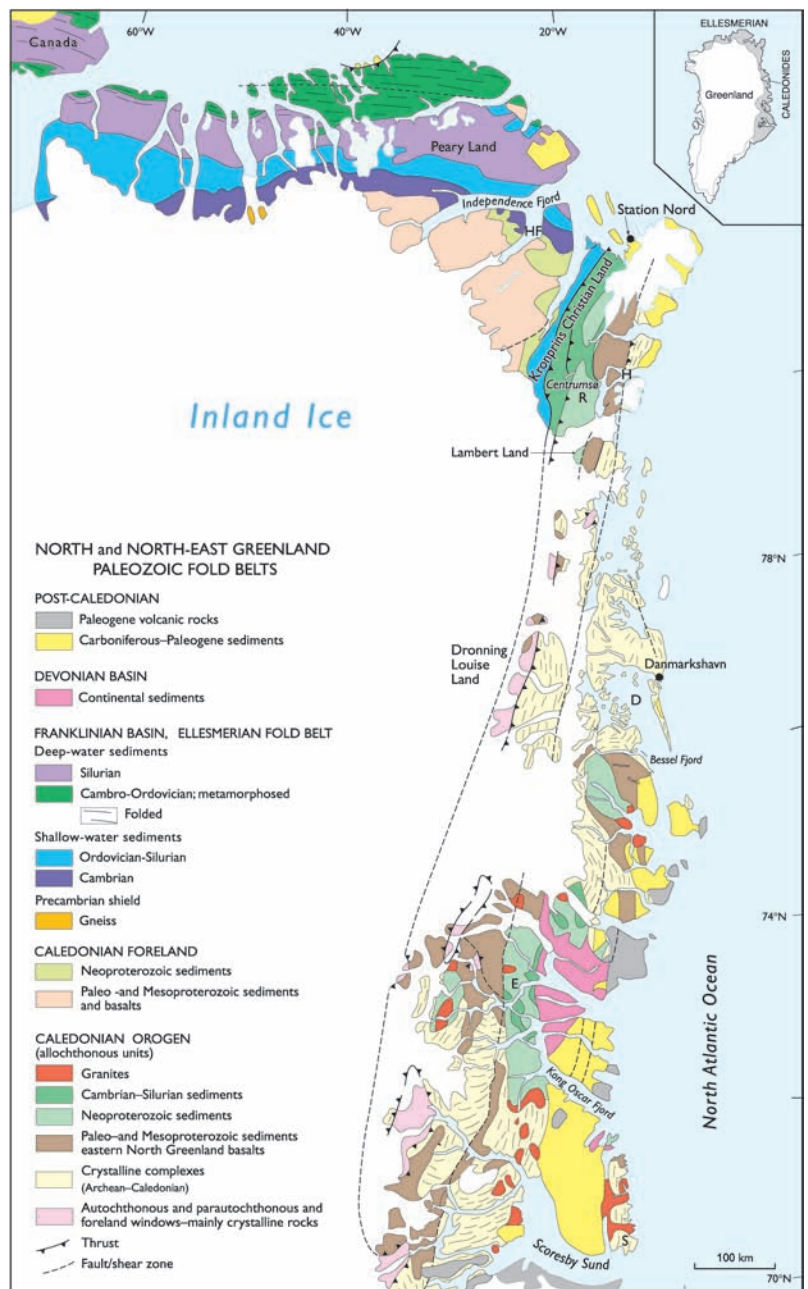 60°W
40°W
20°W
ELLESMERIAN
CALEDONIDES
Greenland
Canada
Peary Land
Independence Fjord
HF
Station Nord
Kronprins Christian Land
Centrumsø
R
H
Inland Ice
Lambert Land
78°N
Dronning
Louise
Land
Danmarkshavn
D
Bessel Fjord
74°N
E
North Atlantic Ocean
Kong Oscar Fjord
S
Scoresby Sund
100 km
70°N
NORTH and NORTH-EAST GREENLAND
PALEOZOIC FOLD BELTS
POST-CALEDONIAN
Paleogene volcanic rocks
Carboniferous–Paleogene sediments
DEVONIAN BASIN
Continental sediments
FRANKLINIAN BASIN, ELLESMERIAN FOLD BELT
Deep-water sediments
Silurian
Cambro-Ordovician; metamorphosed
Folded
Shallow-water sediments
Ordovician-Silurian
Cambrian
Precambrian shield
Gneiss
CALEDONIAN FORELAND
Neoproterozoic sediments
Paleo -and Mesoproterozoic sediments
and basalts
CALEDONIAN OROGEN
(allochthonous units)
Granites
Cambrian–Silurian sediments
Neoproterozoic sediments
Paleo–and Mesoproterozoic sediments
eastern North Greenland basalts
Crystalline complexes
(Archean–Caledonian)
Autochthonous and parautochthonous and
foreland windows–mainly crystalline rocks
Thrust
Fault/shear zone